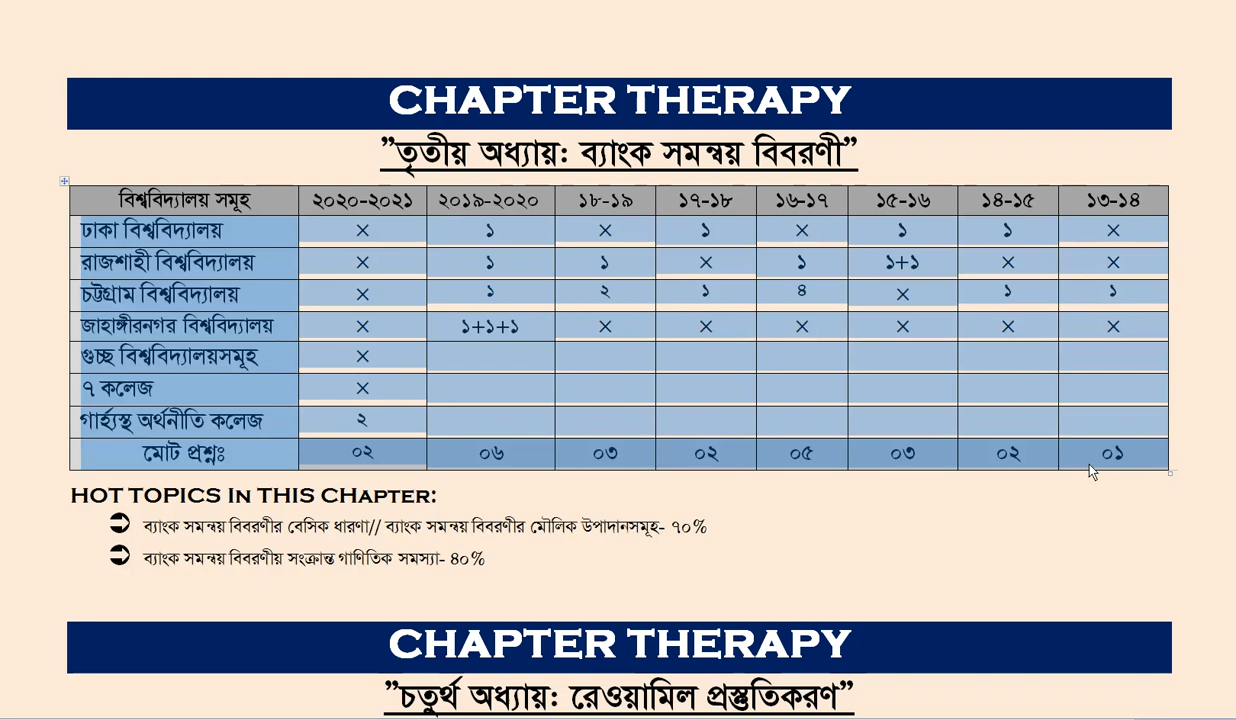 CHAPTER THERAPY
”তৃতীয় অধ্যায়: ব্যাংক সমন্বয় বিবরণী”
বিশ্ববিদ্যালয় সমূহ ২০২০-২০২১ ২০১৯-২০২০ ১৮-১৯ ১৭-১৮ ১৬-১৭ ১৫-১৬ ১৪-১৫ ১৩-১৪
ঢাকা বিশ্ববিদ্যালয় × ১ × ১ × ১ ১ ×
রাজশাহী বিশ্ববিদ্যালয় × ১ ১ × ১ ১+১ × ×
চট্টগ্রাম বিশ্ববিদ্যালয় × ১ ২ ১ ৪ × ১ ১
জাহাঙ্গীরনগর বিশ্ববিদ্যালয় × ১+১+১ × × × × × ×
গুচ্ছ বিশ্ববিদ্যালয়সমূহ ×
৭ কলেজ ×
গার্হ্যস্থ অর্থনীতি কলেজ ২
মোট প্রশ্নঃ ০২ ০৬ ০৩ ০২ ০৫ ০৩ ০২ ০১
HOT TOPICS IN THIS CHAPTER:
ব্যাংক সমন্বয় বিবরণীর বেসিক ধারণা// ব্যাংক সমন্বয় বিবরণীর মৌলিক উপাদানসমূহ- ৭০%
ব্যাংক সমন্বয় বিবরণীয় সংক্রান্ত গাণিতিক সমস্যা- ৪০%
CHAPTER THERAPY
”চতুর্থ অধ্যায়: রেওয়ামিল প্রস্তুতিকরণ”